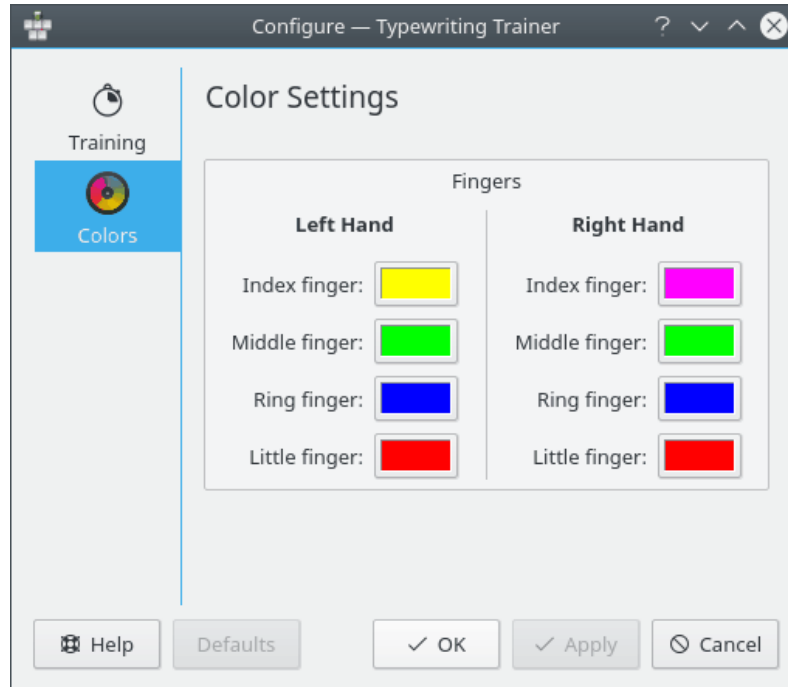 Configure — Typewriting Trainer
Training
Colors
Color Settings
Fingers
Left Hand
Index finger:
Middle finger:
Ring finger:
Little finger:
Right Hand
Index finger:
Middle finger:
Ring finger:
Little finger:
Help
Defaults
OK
Apply
Cancel